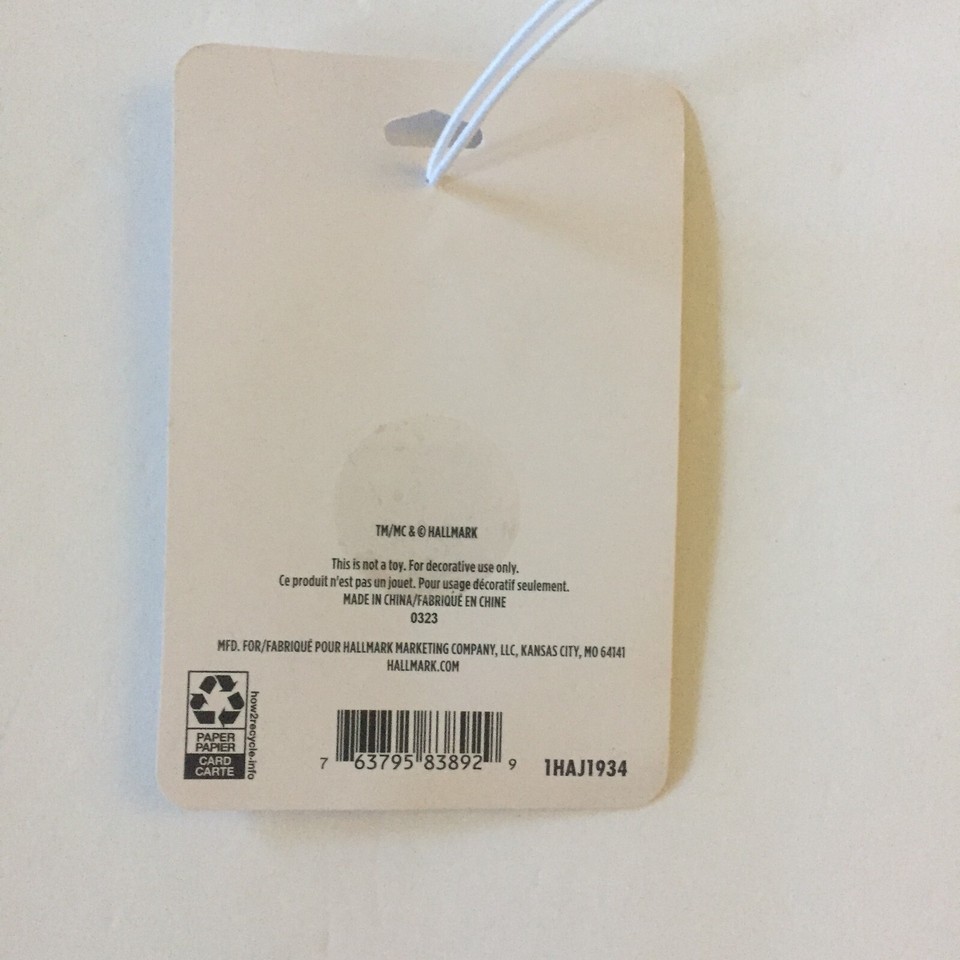 TM/MC & © HALLMARK
This is not a toy. For decorative use only.
Ce produit n'est pas un jouet. Pour usage décoratif seulement.
MADE IN CHINA/FABRIQUÉ EN CHINE
0323
MFD. FOR/FABRIQUÉ POUR HALLMARK MARKETING COMPANY, LLC, KANSAS CITY, MO 64141
HALLMARK.COM
PAPER
PAPIER
CARD
CARTE
how2recycle.info
7 63795 83892 9
1HAJ1934